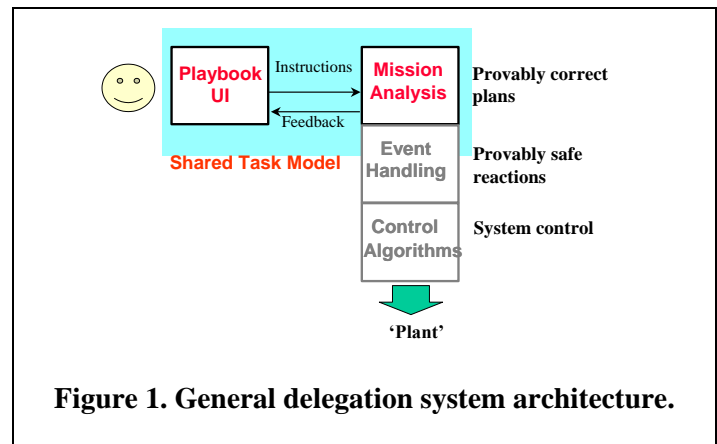 Playbook
UI
Instructions
Feedback
Mission
Analysis
Provably correct
plans
Shared Task Model
Event
Handling
Provably safe
reactions
Control
Algorithms
System control
‘Plant’
Figure 1. General delegation system architecture.